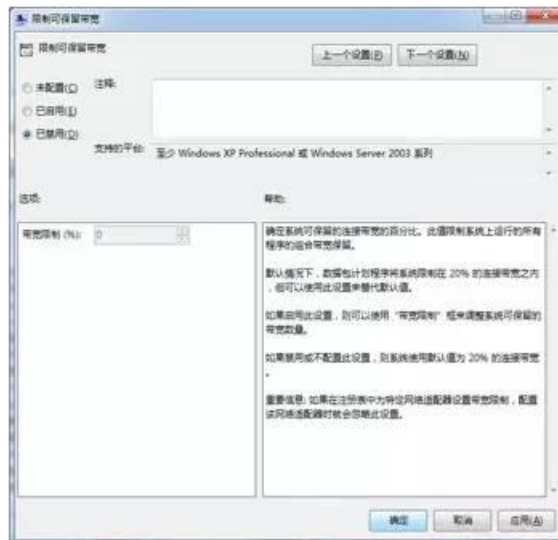 限制可保留带宽
限制可保留带宽
上一个设置(P)
下一个设置(N)
未配置(C)
注释:
已启用(E)
已禁用(D)
支持的平台:
至少 Windows XP Professional 或 Windows Server 2003 系列
选项:
帮助:
带宽限制 (%):
0
确定系统可保留的连接带宽的百分比。此值限制系统上运行的所有
程序的组合带宽保留。
默认情况下，数据包计划程序将系统限制在 20% 的连接带宽之内
，但可以使用此设置来替代默认值。
如果启用此设置，则可以使用“带宽限制”框来调整系统可保留的
带宽数量。
如果禁用或不配置此设置，则系统使用默认值为 20% 的连接带宽
。
重要信息: 如果在注册表中为特定网络适配器设置带宽限制，配置
该网络适配器时就会忽略此设置。
确定
取消
应用(A)